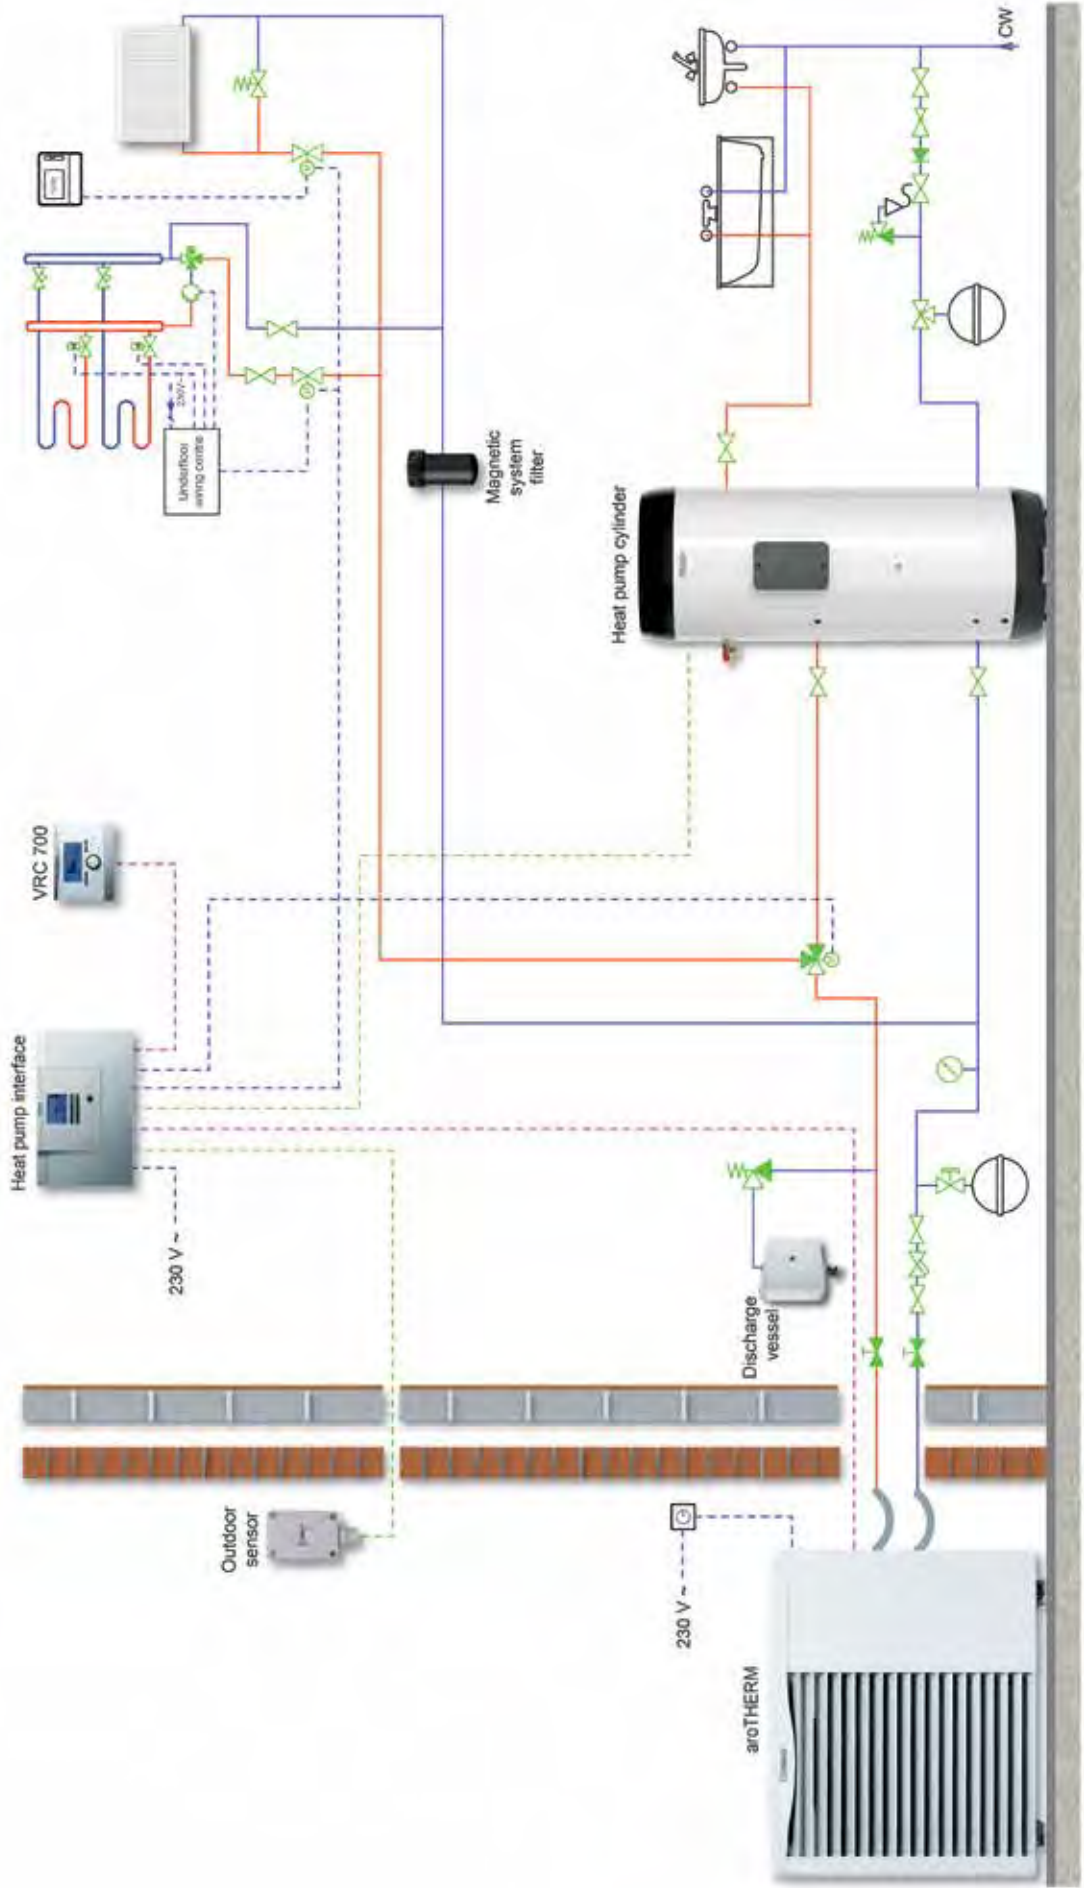 CW
Underfloor
wiring centre
230V~
Magnetic
system
filter
Heat pump cylinder
VRC 700
Heat pump interface
230 V ~
Discharge
vessel
Outdoor
sensor
230 V ~
aroTHERM